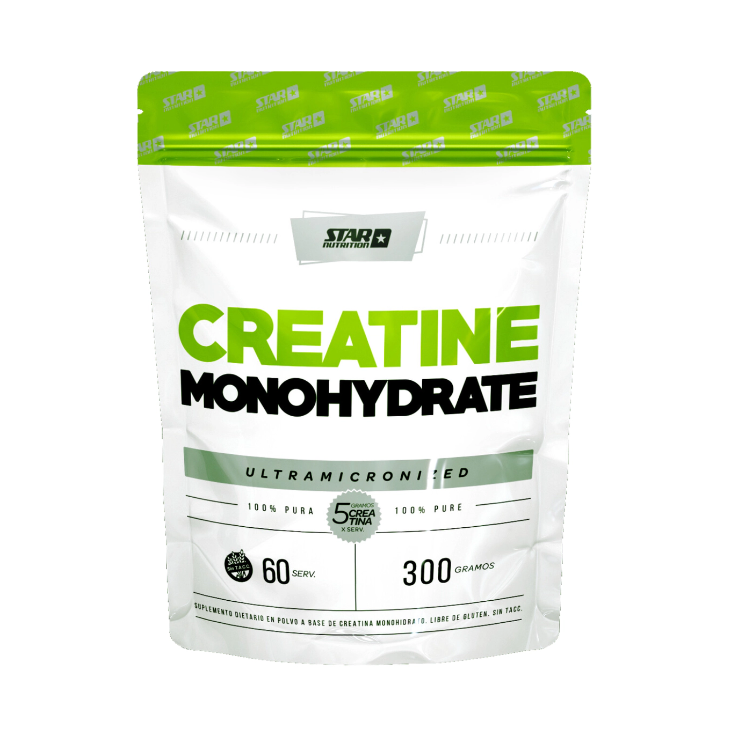 STAR NUTRITION
CREATINE
MONOHYDRATE
ULTRAMICRONIZED
100% PURA
5 GRAMOS CREATINA X SERV.
100% PURE
SIN T.A.C.C.
60 SERV.
300 GRAMOS
SUPLEMENTO DIETARIO EN POLVO A BASE DE CREATINA MONOHIDRATO. LIBRE DE GLUTEN. SIN TACC.